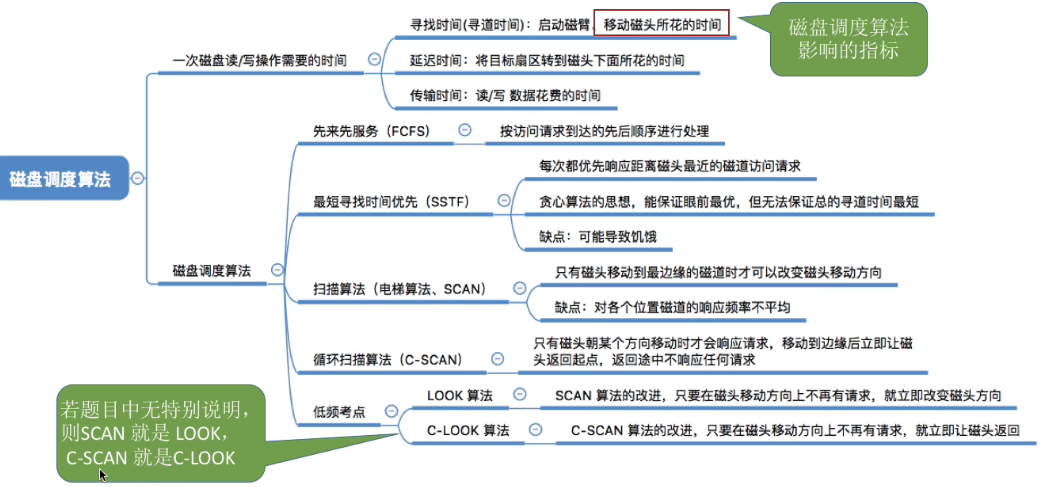 寻找时间(寻道时间)：启动磁臂、移动磁头所花的时间
磁盘调度算法
影响的指标
一次磁盘读/写操作需要的时间
延迟时间：将目标扇区转到磁头下面所花的时间
传输时间：读/写 数据花费的时间
先来先服务（FCFS)
按访问请求到达的先后顺序进行处理
每次都优先响应距离磁头最近的磁道访问请求
磁盘调度算法
最短寻找时间优先（SSTF)
贪心算法的思想，能保证眼前最优，但无法保证总的寻道时间最短
缺点：可能导致饥饿
磁盘调度算法
只有磁头移动到最边缘的磁道时才可以改变磁头移动方向
扫描算法（电梯算法、SCAN)
缺点：对各个位置磁道的响应频率不平均
只有磁头朝某个方向移动时才会响应请求，移动到边缘后立即让磁
头返回起点，返回途中不响应任何请求
循环扫描算法（C-SCAN)
LOOK 算法
SCAN 算法的改进，只要在磁头移动方向上不再有请求，就立即改变磁头方向
低频考点
C-LOOK 算法
C-SCAN 算法的改进，只要在磁头移动方向上不再有请求，就立即让磁头返回
若题目中无特别说明，
则SCAN 就是 LOOK，
C-SCAN 就是C-LOOK